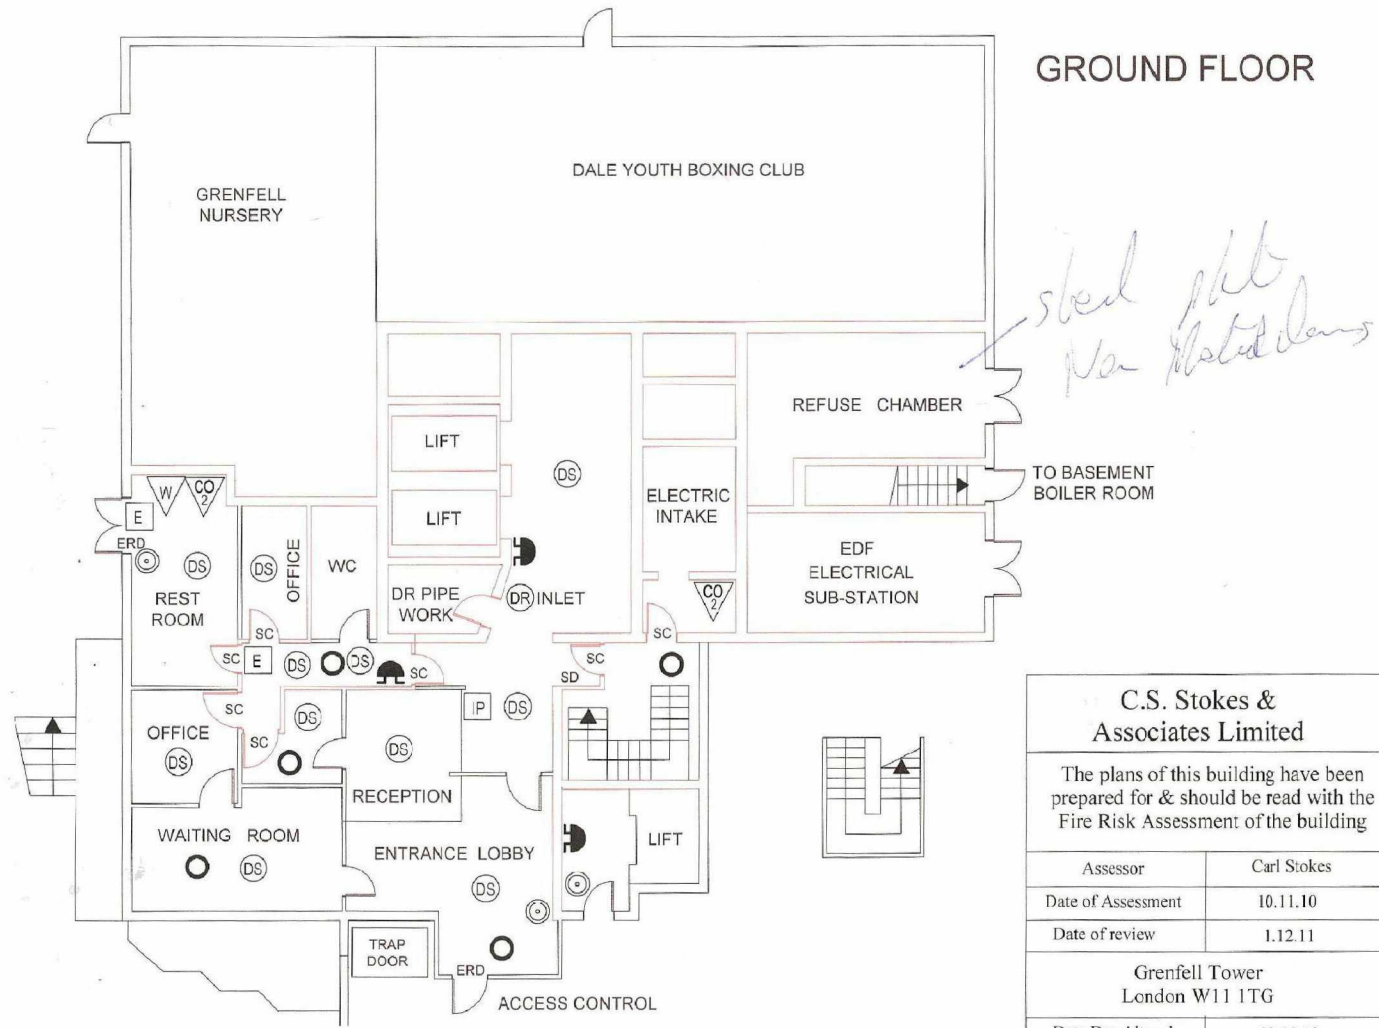 GROUND FLOOR
DALE YOUTH BOXING CLUB
GRENFELL
NURSERY
REFUSE CHAMBER
LIFT
LIFT
DS
ELECTRIC
INTAKE
TO BASEMENT
BOILER ROOM
W
CO
2
E
ERD
DS
REST
ROOM
DS
OFFICE
WC
DR PIPE
WORK
DR INLET
CO
2
EDF
ELECTRICAL
SUB-STATION
SC
SC
SC
E
DS
DS
SC
SC
SD
SC
SC
OFFICE
DS
DS
DS
IP
DS
RECEPTION
WAITING ROOM
DS
ENTRANCE LOBBY
DS
LIFT
TRAP
DOOR
ERD
ACCESS CONTROL
C.S. Stokes &
Associates Limited
The plans of this building have been
prepared for & should be read with the
Fire Risk Assessment of the building
Assessor Carl Stokes
Date of Assessment 10.11.10
Date of review 1.12.11
Grenfell Tower
London W11 1TG